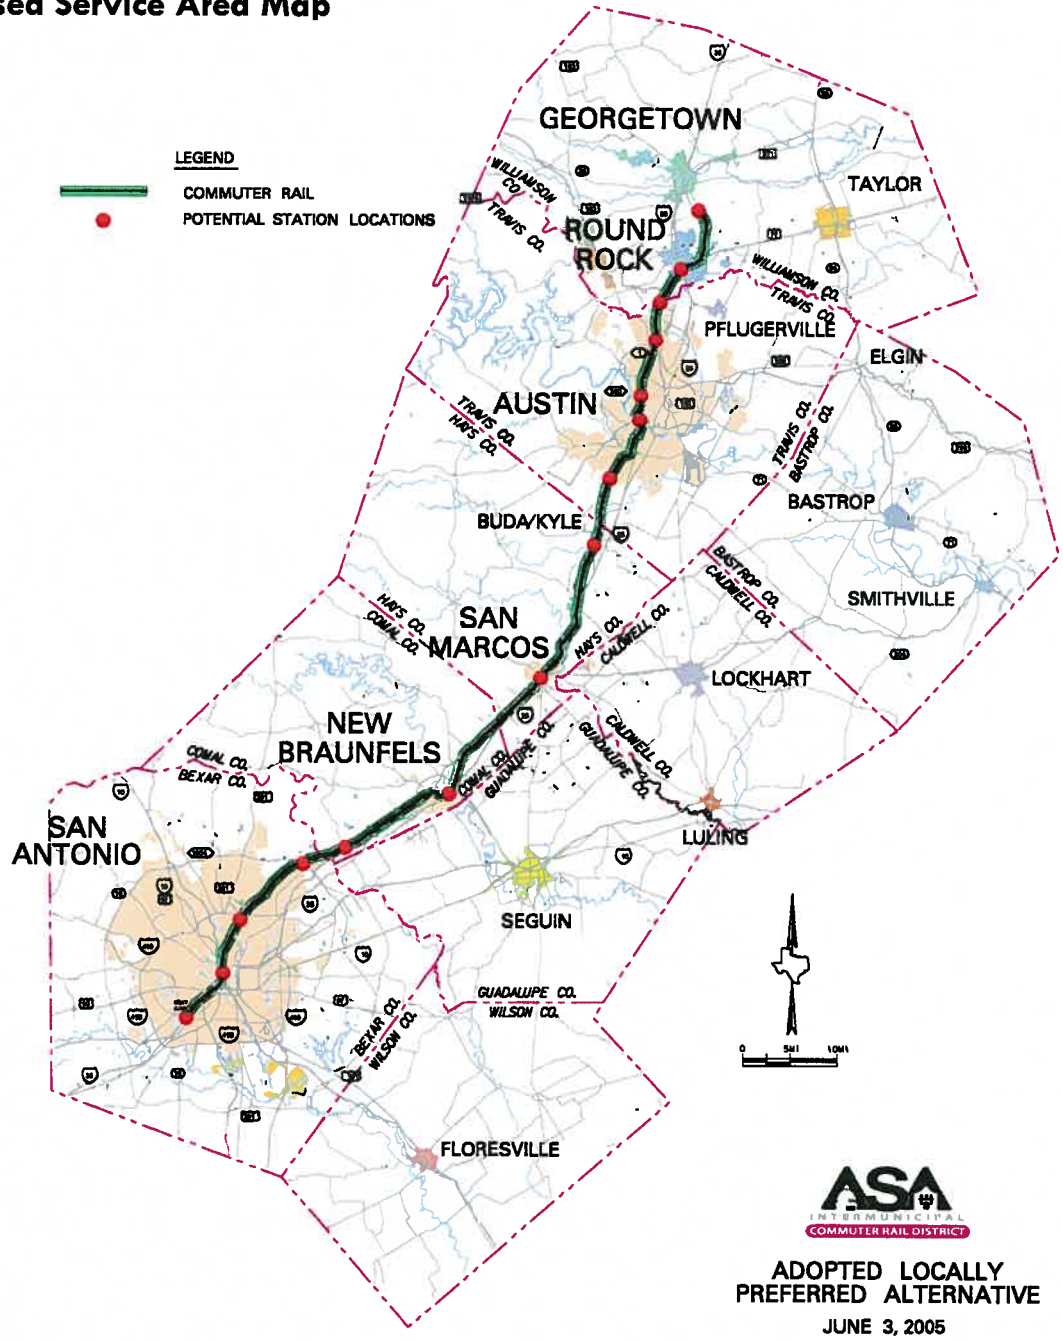 sed Service Area Map
LEGEND
COMMUTER RAIL
POTENTIAL STATION LOCATIONS
GEORGETOWN
WILLIAMSON
CO
TRAVIS CO.
TAYLOR
ROUND
ROCK
WILLIAMSON CO.
TRAVIS CO.
PFLUGERVILLE
ELGIN
AUSTIN
TRAVIS CO.
HAYS CO.
TRAVIS CO.
BASTROP CO.
BASTROP
BUDA/KYLE
BASTROP CO.
CALDWELL CO.
SMITHVILLE
HAYS CO.
COMAL CO.
SAN
MARCOS
HAYS CO.
CALDWELL CO.
LOCKHART
NEW
BRAUNFELS
CALDWELL CO.
GUADALUPE
CO.
COMAL CO.
GUADALUPE CO.
COMAL CO.
BEXAR CO.
SAN
ANTONIO
LULING
SEGUIN
GUADALUPE CO.
WILSON CO.
BEXAR CO.
WILSON CO.
FLORESVILLE
0 5MI 10MI
ASA
INTERMUNICIPAL
COMMUTER RAIL DISTRICT
ADOPTED LOCALLY
PREFERRED ALTERNATIVE
JUNE 3, 2005